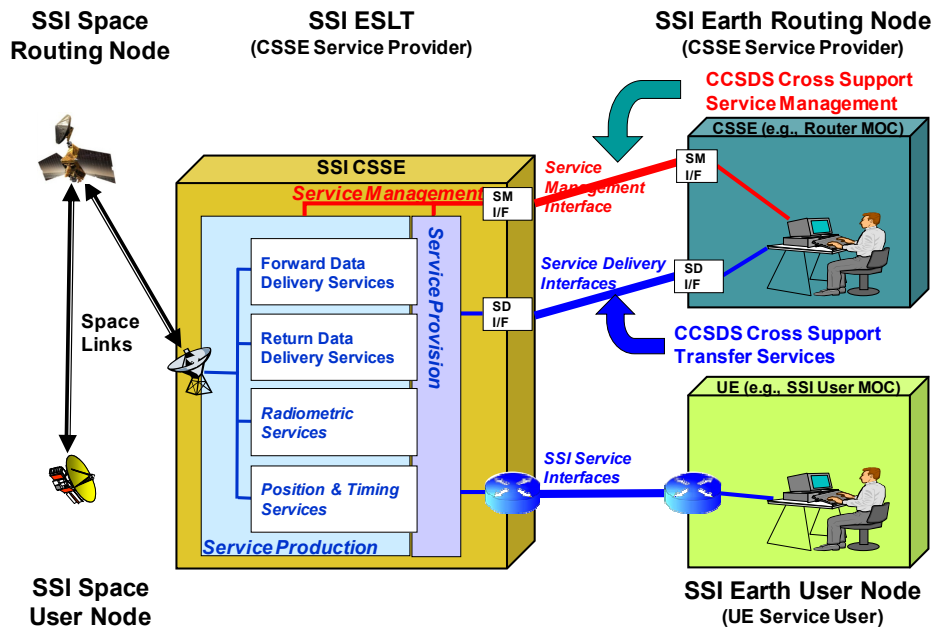 SSI Space
Routing Node
SSI ESLT
(CSSE Service Provider)
SSI Earth Routing Node
(CSSE Service Provider)
CCSDS Cross Support
Service Management
CSSE (e.g., Router MOC)
SSI CSSE
Service Management
SM
I/F
Service
Management
Interface
SM
I/F
Service Provision
Forward Data
Delivery Services
Service Delivery
Interfaces
SD
I/F
SD
I/F
Space
Links
Return Data
Delivery Services
CCSDS Cross Support
Transfer Services
UE (e.g., SSI User MOC)
Radiometric
Services
SSI Service
Interfaces
Position & Timing
Services
Service Production
SSI Space
User Node
SSI Earth User Node
(UE Service User)